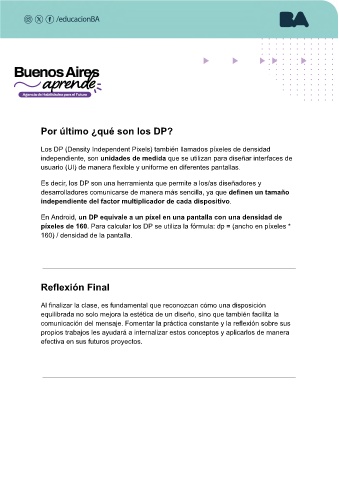 /educacionBA
BA
Buenos Aires
aprende
Agencia de Habilidades para el Futuro
Por último ¿qué son los DP?
Los DP (Density Independent Pixels) también llamados píxeles de densidad
independiente, son unidades de medida que se utilizan para diseñar interfaces de
usuario (UI) de manera flexible y uniforme en diferentes pantallas.
Es decir, los DP son una herramienta que permite a los/as diseñadores y
desarrolladores comunicarse de manera más sencilla, ya que definen un tamaño
independiente del factor multiplicador de cada dispositivo.
En Android, un DP equivale a un píxel en una pantalla con una densidad de
píxeles de 160. Para calcular los DP se utiliza la fórmula: dp = (ancho en píxeles *
160) / densidad de la pantalla.
Reflexión Final
Al finalizar la clase, es fundamental que reconozcan cómo una disposición
equilibrada no solo mejora la estética de un diseño, sino que también facilita la
comunicación del mensaje. Fomentar la práctica constante y la reflexión sobre sus
propios trabajos les ayudará a internalizar estos conceptos y aplicarlos de manera
efectiva en sus futuros proyectos.